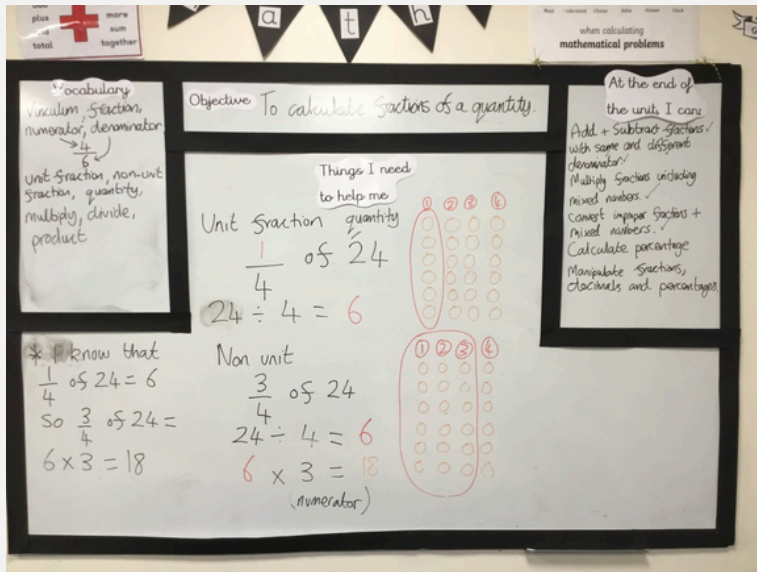 plus
total
more
sum
together
a t h
when calculating
mathematical problems
Vocabulary
Vinculum, fraction,
numerator, denominator
4
6
unit fraction, non-unit
fraction, quantity,
multiply, divide,
product
Objective To calculate fractions of a quantity.
At the end of
the unit, I can:
Add + Subtract fractions ✓
with same and different
denominator ✓
Multiply fractions including
mixed numbers. ✓
Convert improper fractions +
mixed numbers. ✓
Calculate percentage
Manipulate fractions,
decimals and percentages.
Things I need
to help me
Unit fraction quantity
1
4
of 24
24 ÷ 4 = 6
① ② ③ ④
Non unit
3
4
of 24
24 ÷ 4 = 6
6 x 3 = 18
(numerator)
① ② ③ ④
* I know that
1
4
of 24 = 6
So
3
4
of 24 =
6 x 3 = 18